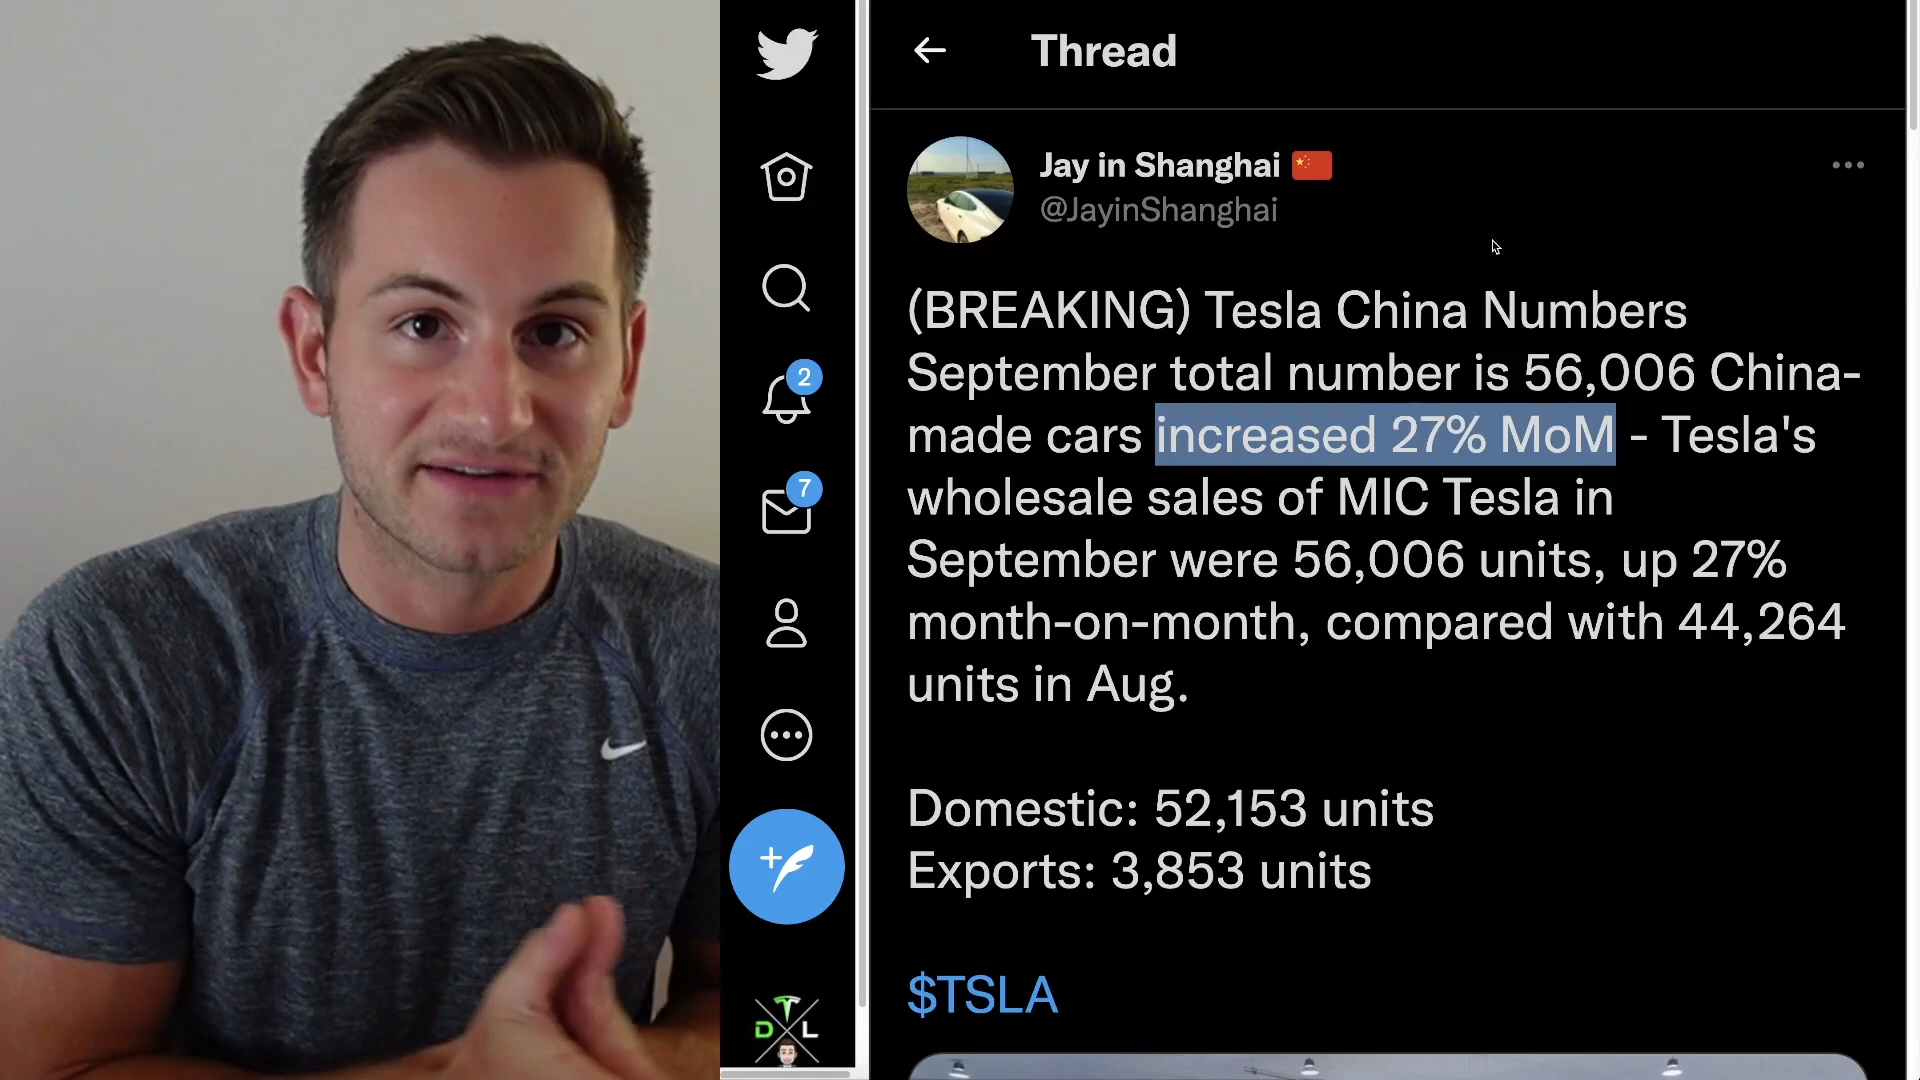 Thread
Jay in Shanghai
@JayinShanghai
(BREAKING) Tesla China Numbers
September total number is 56,006 China-
made cars increased 27% MoM - Tesla's
wholesale sales of MIC Tesla in
September were 56,006 units, up 27%
month-on-month, compared with 44,264
units in Aug.
Domestic: 52,153 units
Exports: 3,853 units
$TSLA
2
7
D L